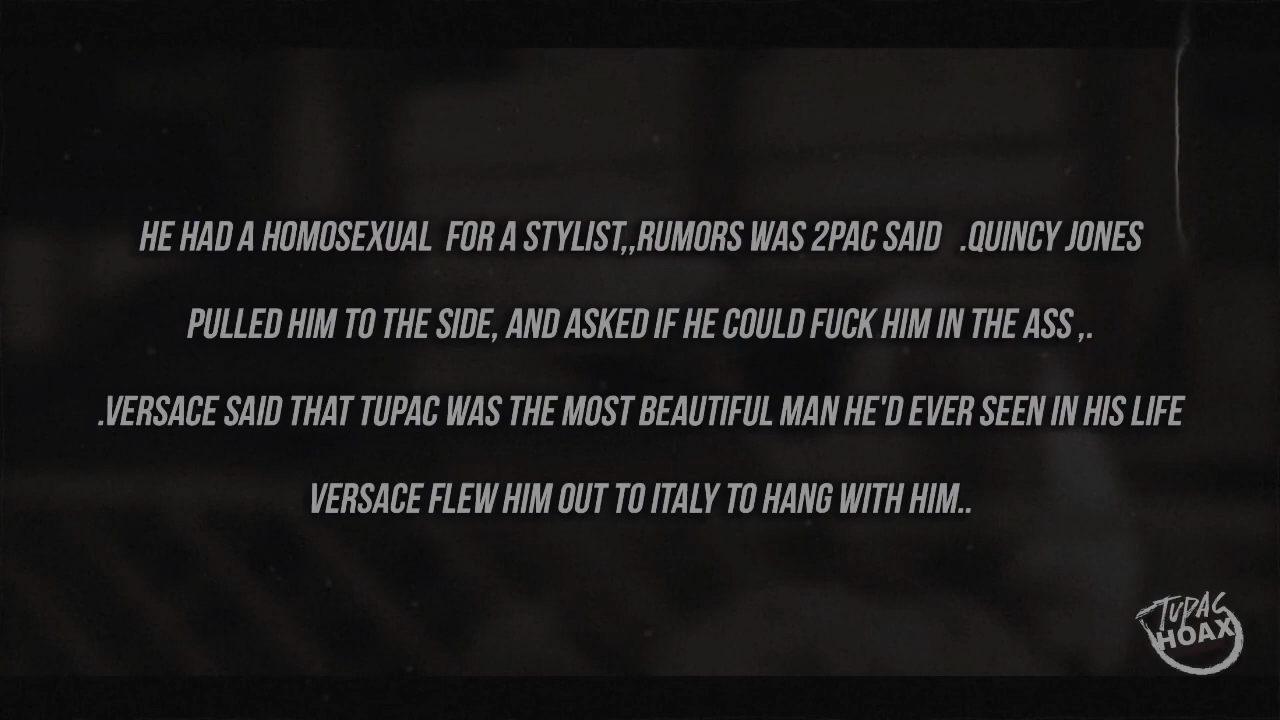 HE HAD A HOMOSEXUAL  FOR A STYLIST,,RUMORS WAS 2PAC SAID  .QUINCY JONES
PULLED HIM TO THE SIDE, AND ASKED IF HE COULD FUCK HIM IN THE ASS ,.
.VERSACE SAID THAT TUPAC WAS THE MOST BEAUTIFUL MAN HE'D EVER SEEN IN HIS LIFE
VERSACE FLEW HIM OUT TO ITALY TO HANG WITH HIM..
TUPAC
HOAX